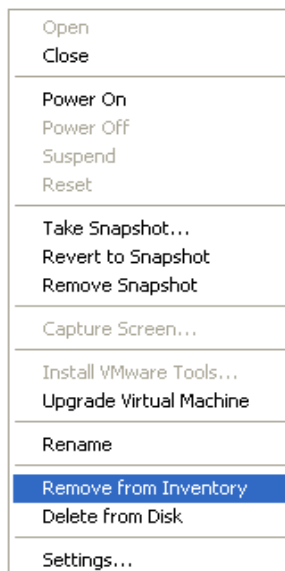 Open
Close
Power On
Power Off
Suspend
Reset
Take Snapshot...
Revert to Snapshot
Remove Snapshot
Capture Screen...
Install VMware Tools...
Upgrade Virtual Machine
Rename
Remove from Inventory
Delete from Disk
Settings...